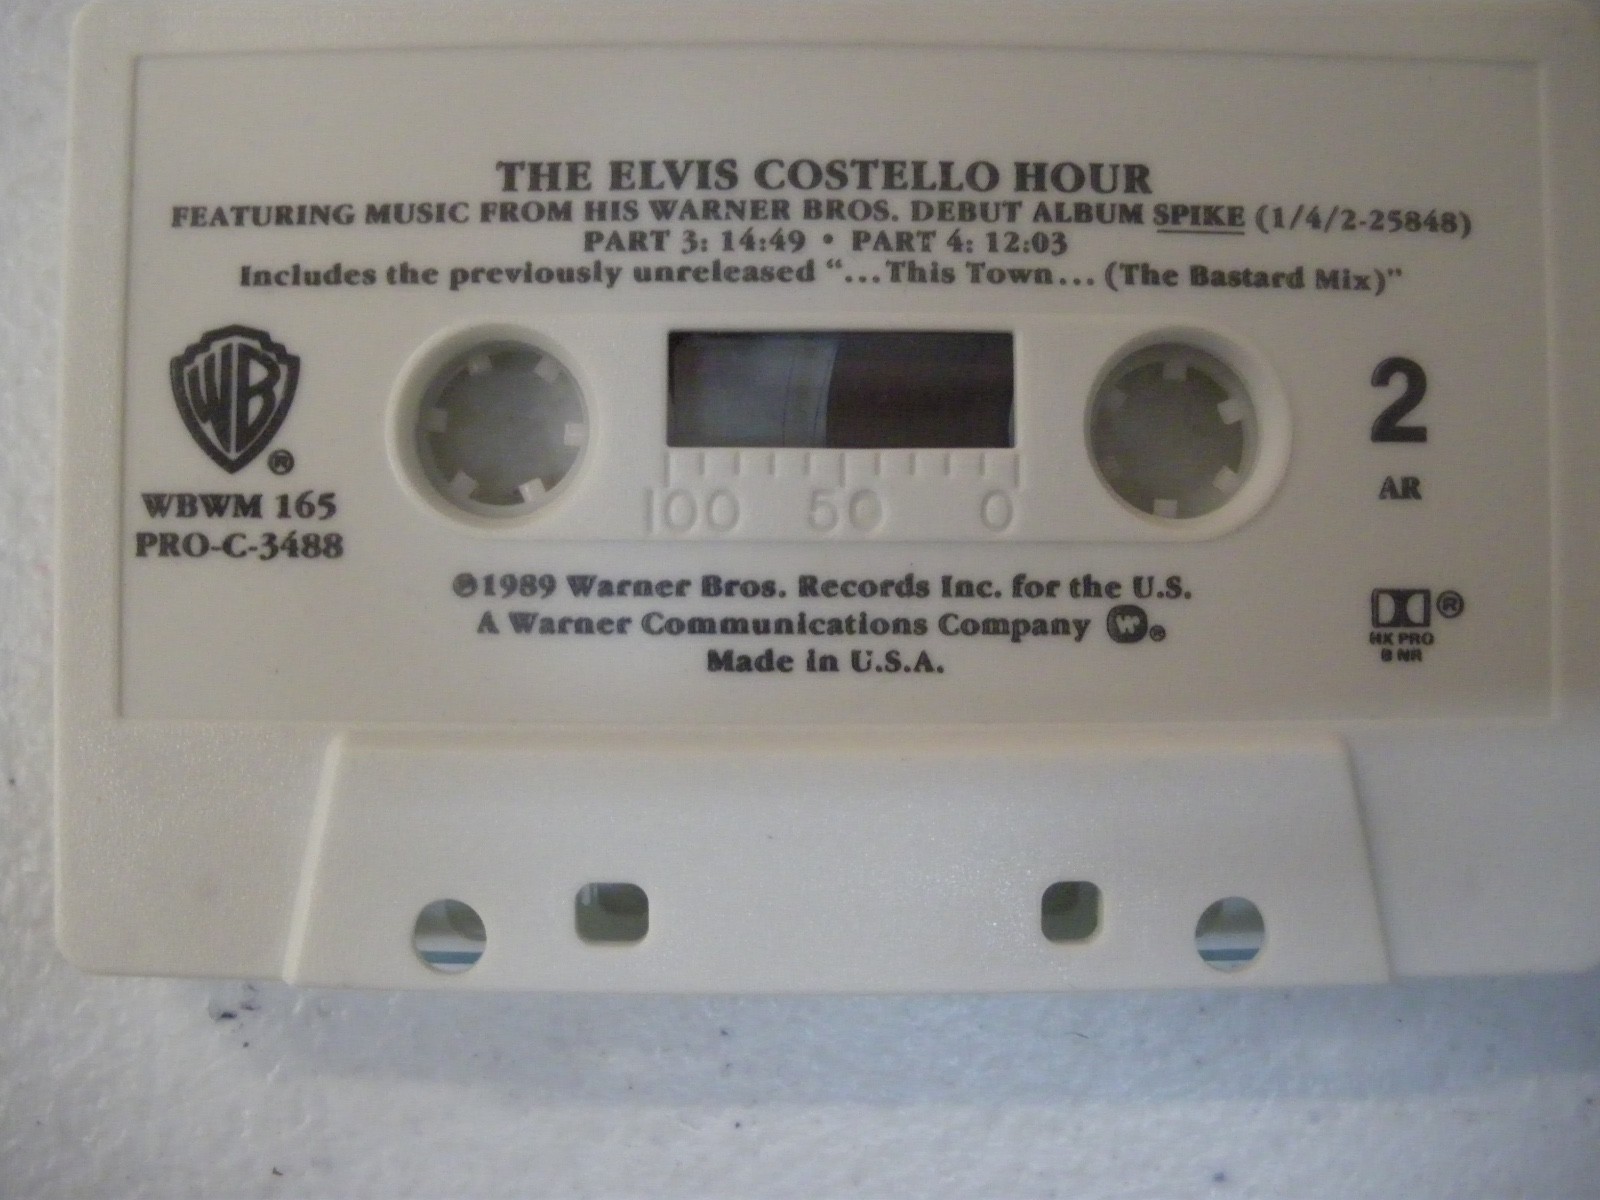 THE ELVIS COSTELLO HOUR
FEATURING MUSIC FROM HIS WARNER BROS. DEBUT ALBUM SPIKE (1/4/2-25848)
PART 3: 14:49 • PART 4: 12:03
Includes the previously unreleased “...This Town... (The Bastard Mix)”
WB®
2
WBWM 165
AR
PRO-C-3488
100 50 0
℗1989 Warner Bros. Records Inc. for the U.S.
A Warner Communications Company W®
Made in U.S.A.
®
HX PRO
B NR